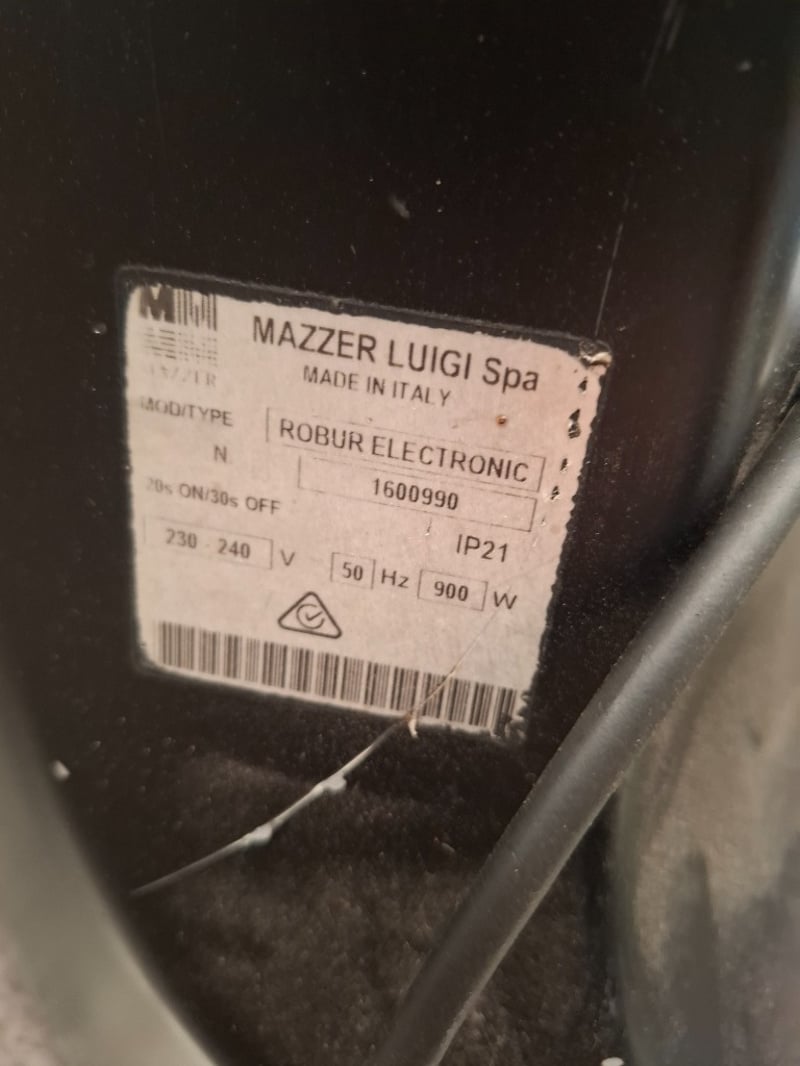 M
MAZZER
MAZZER LUIGI Spa
MADE IN ITALY
MOD/TYPE ROBUR ELECTRONIC
N 1600990
20s ON/30s OFF IP21
230 - 240 V 50 Hz 900 W